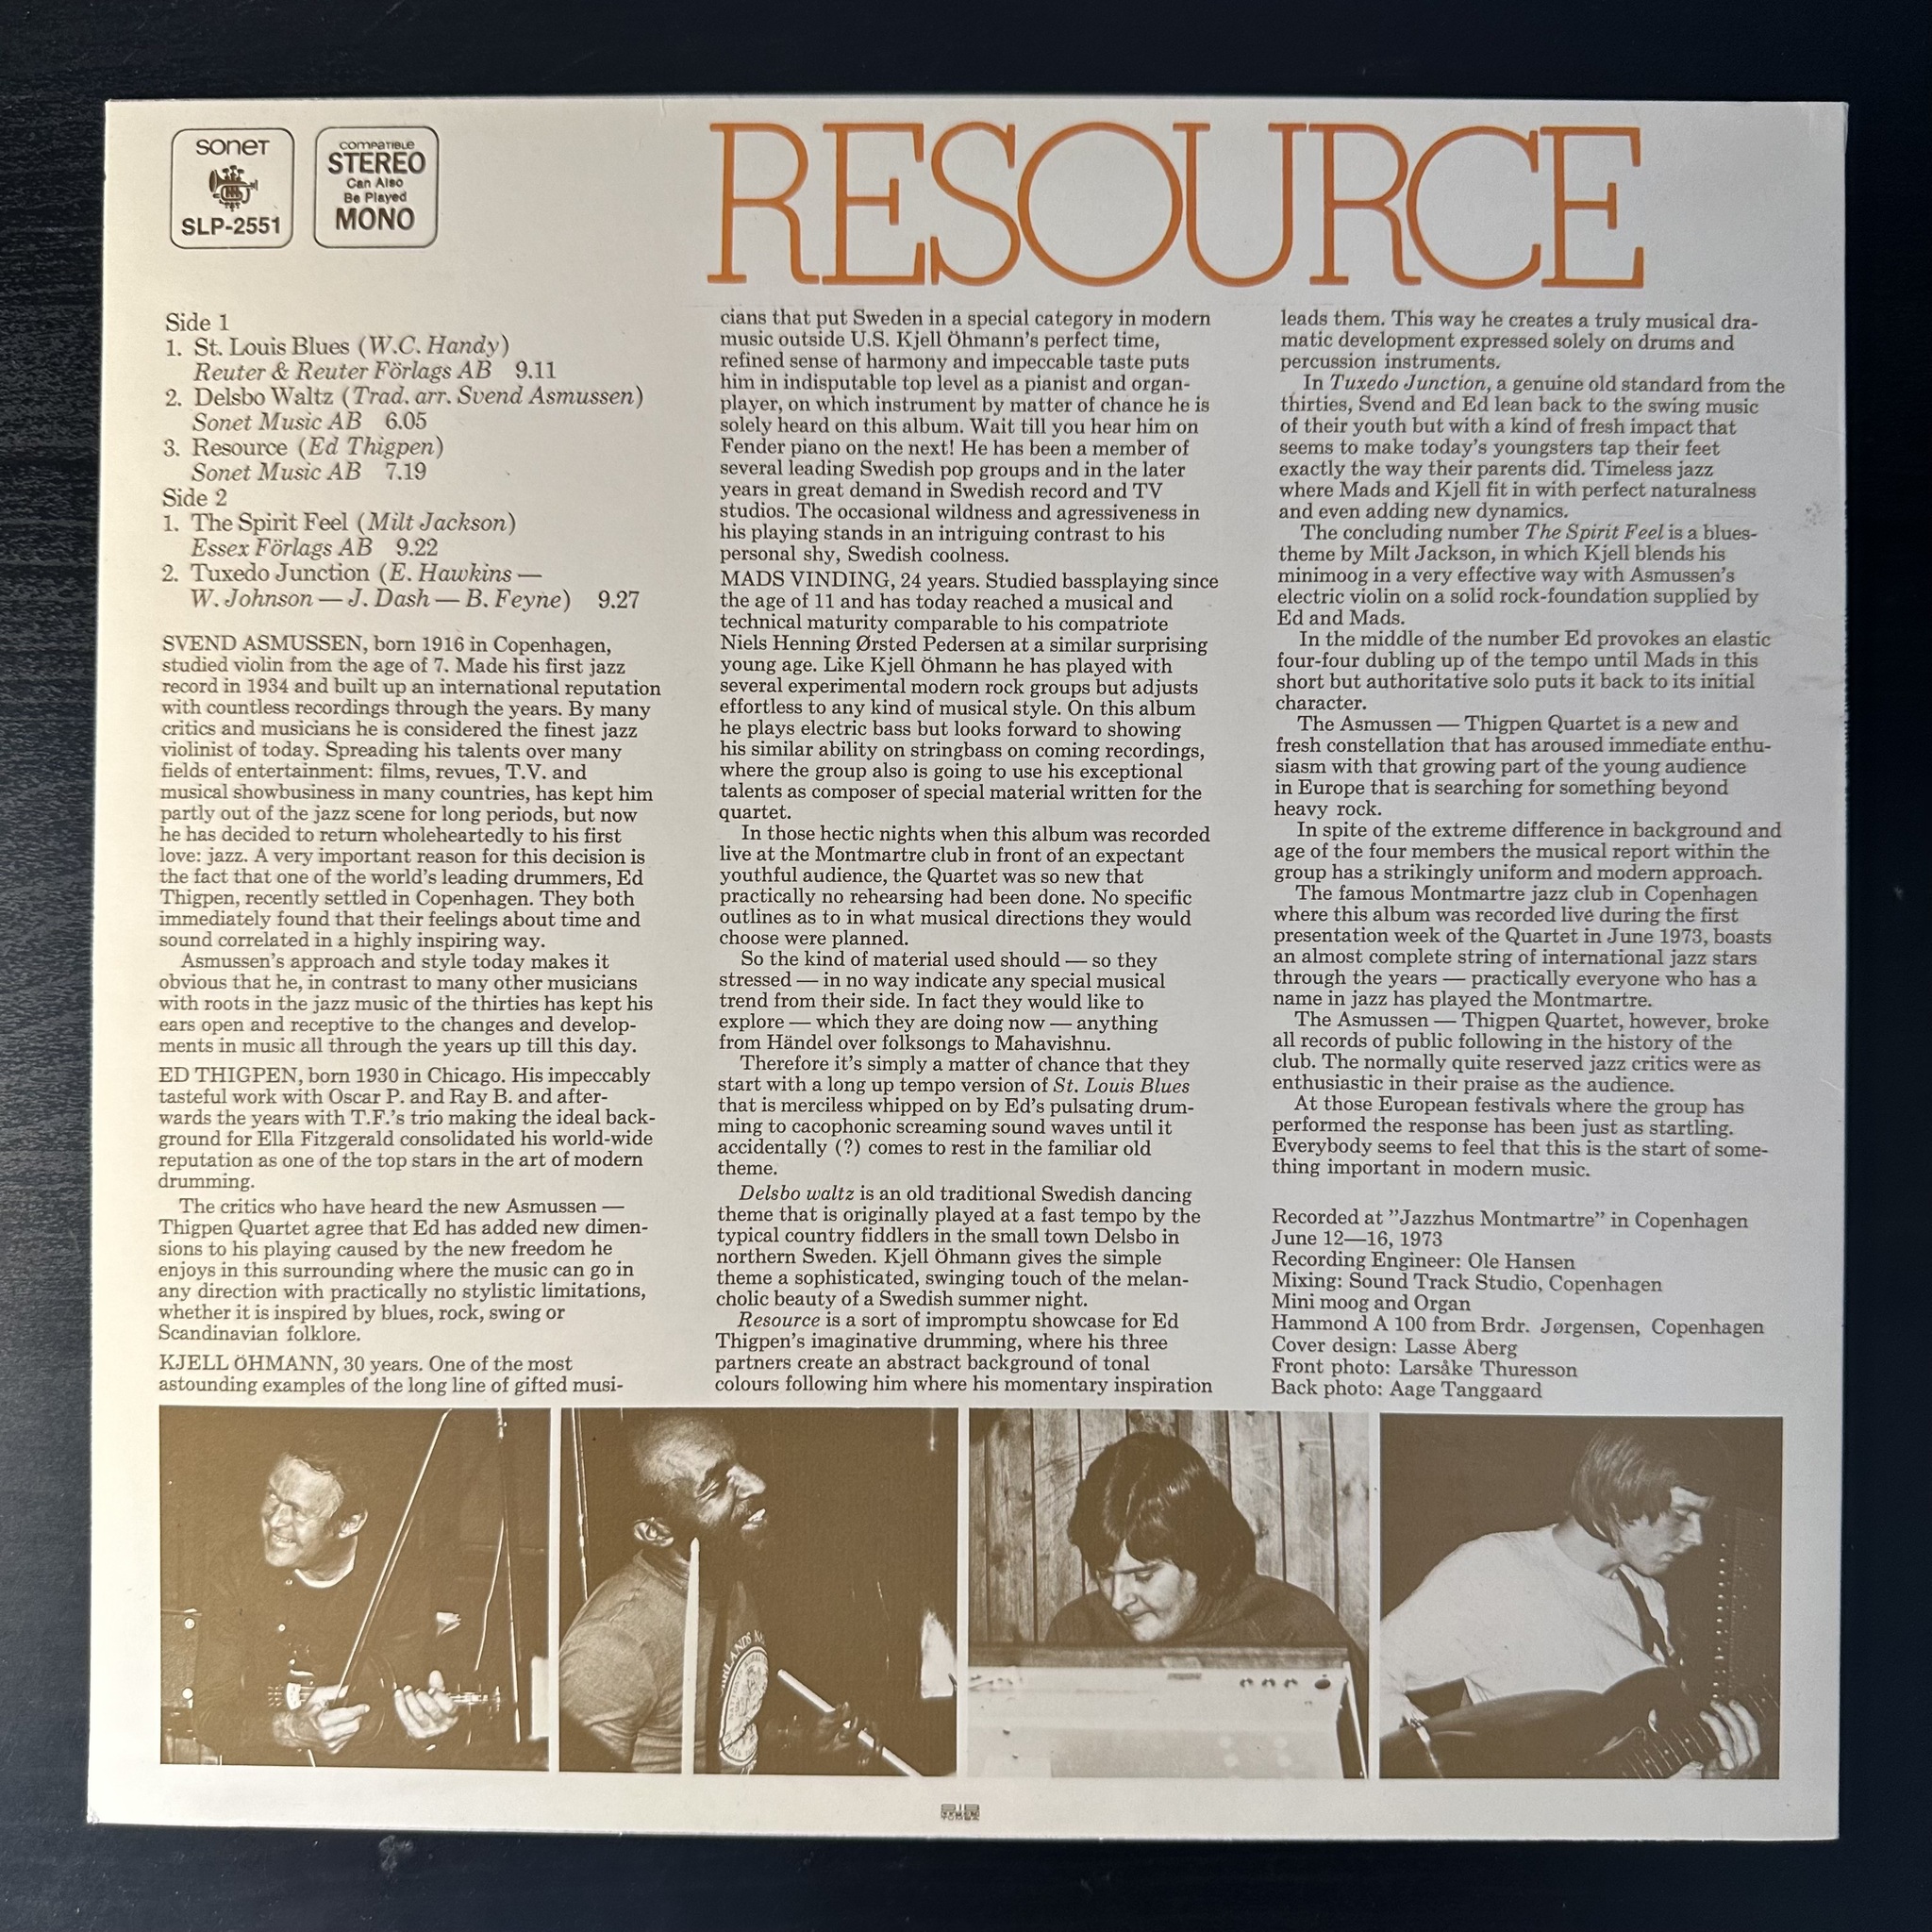 sonet
SLP-2551
COMPATIBLE
STEREO
Can Also
Be Played
MONO
RESOURCE
Side 1
1. St. Louis Blues (W.C. Handy)
Reuter & Reuter Förlags AB 9.11
2. Delsbo Waltz (Trad. arr. Svend Asmussen)
Sonet Music AB 6.05
3. Resource (Ed Thigpen)
Sonet Music AB 7.19
Side 2
1. The Spirit Feel (Milt Jackson)
Essex Förlags AB 9.22
2. Tuxedo Junction (E. Hawkins —
W. Johnson — J. Dash — B. Feyne) 9.27
SVEND ASMUSSEN, born 1916 in Copenhagen,
studied violin from the age of 7. Made his first jazz
record in 1934 and built up an international reputation
with countless recordings through the years. By many
critics and musicians he is considered the finest jazz
violinist of today. Spreading his talents over many
fields of entertainment: films, revues, T.V. and
musical showbusiness in many countries, has kept him
partly out of the jazz scene for long periods, but now
he has decided to return wholeheartedly to his first
love: jazz. A very important reason for this decision is
the fact that one of the world's leading drummers, Ed
Thigpen, recently settled in Copenhagen. They both
immediately found that their feelings about time and
sound correlated in a highly inspiring way.
Asmussen's approach and style today makes it
obvious that he, in contrast to many other musicians
with roots in the jazz music of the thirties has kept his
ears open and receptive to the changes and develop-
ments in music all through the years up till this day.
ED THIGPEN, born 1930 in Chicago. His impeccably
tasteful work with Oscar P. and Ray B. and after-
wards the years with T.F.'s trio making the ideal back-
ground for Ella Fitzgerald consolidated his world-wide
reputation as one of the top stars in the art of modern
drumming.
The critics who have heard the new Asmussen —
Thigpen Quartet agree that Ed has added new dimen-
sions to his playing caused by the new freedom he
enjoys in this surrounding where the music can go in
any direction with practically no stylistic limitations,
whether it is inspired by blues, rock, swing or
Scandinavian folklore.
KJELL ÖHMANN, 30 years. One of the most
astounding examples of the long line of gifted musi-
cians that put Sweden in a special category in modern
music outside U.S. Kjell Öhmann's perfect time,
refined sense of harmony and impeccable taste puts
him in indisputable top level as a pianist and organ-
player, on which instrument by matter of chance he is
solely heard on this album. Wait till you hear him on
Fender piano on the next! He has been a member of
several leading Swedish pop groups and in the later
years in great demand in Swedish record and TV
studios. The occasional wildness and agressiveness in
his playing stands in an intriguing contrast to his
personal shy, Swedish coolness.
MADS VINDING, 24 years. Studied bassplaying since
the age of 11 and has today reached a musical and
technical maturity comparable to his compatriote
Niels Henning Ørsted Pedersen at a similar surprising
young age. Like Kjell Öhmann he has played with
several experimental modern rock groups but adjusts
effortless to any kind of musical style. On this album
he plays electric bass but looks forward to showing
his similar ability on stringbass on coming recordings,
where the group also is going to use his exceptional
talents as composer of special material written for the
quartet.
In those hectic nights when this album was recorded
live at the Montmartre club in front of an expectant
youthful audience, the Quartet was so new that
practically no rehearsing had been done. No specific
outlines as to in what musical directions they would
choose were planned.
So the kind of material used should — so they
stressed — in no way indicate any special musical
trend from their side. In fact they would like to
explore — which they are doing now — anything
from Händel over folksongs to Mahavishnu.
Therefore it's simply a matter of chance that they
start with a long up tempo version of St. Louis Blues
that is merciless whipped on by Ed's pulsating drum-
ming to cacophonic screaming sound waves until it
accidentally (?) comes to rest in the familiar old
theme.
Delsbo waltz is an old traditional Swedish dancing
theme that is originally played at a fast tempo by the
typical country fiddlers in the small town Delsbo in
northern Sweden. Kjell Öhmann gives the simple
theme a sophisticated, swinging touch of the melan-
cholic beauty of a Swedish summer night.
Resource is a sort of impromptu showcase for Ed
Thigpen's imaginative drumming, where his three
partners create an abstract background of tonal
colours following him where his momentary inspiration
leads them. This way he creates a truly musical dra-
matic development expressed solely on drums and
percussion instruments.
In Tuxedo Junction, a genuine old standard from the
thirties, Svend and Ed lean back to the swing music
of their youth but with a kind of fresh impact that
seems to make today's youngsters tap their feet
exactly the way their parents did. Timeless jazz
where Mads and Kjell fit in with perfect naturalness
and even adding new dynamics.
The concluding number The Spirit Feel is a blues-
theme by Milt Jackson, in which Kjell blends his
minimoog in a very effective way with Asmussen's
electric violin on a solid rock-foundation supplied by
Ed and Mads.
In the middle of the number Ed provokes an elastic
four-four dubling up of the tempo until Mads in this
short but authoritative solo puts it back to its initial
character.
The Asmussen — Thigpen Quartet is a new and
fresh constellation that has aroused immediate enthu-
siasm with that growing part of the young audience
in Europe that is searching for something beyond
heavy rock.
In spite of the extreme difference in background and
age of the four members the musical report within the
group has a strikingly uniform and modern approach.
The famous Montmartre jazz club in Copenhagen
where this album was recorded live during the first
presentation week of the Quartet in June 1973, boasts
an almost complete string of international jazz stars
through the years — practically everyone who has a
name in jazz has played the Montmartre.
The Asmussen — Thigpen Quartet, however, broke
all records of public following in the history of the
club. The normally quite reserved jazz critics were as
enthusiastic in their praise as the audience.
At those European festivals where the group has
performed the response has been just as startling.
Everybody seems to feel that this is the start of some-
thing important in modern music.
Recorded at ”Jazzhus Montmartre” in Copenhagen
June 12—16, 1973
Recording Engineer: Ole Hansen
Mixing: Sound Track Studio, Copenhagen
Mini moog and Organ
Hammond A 100 from Brdr. Jørgensen, Copenhagen
Cover design: Lasse Åberg
Front photo: Larsåke Thuresson
Back photo: Aage Tanggaard